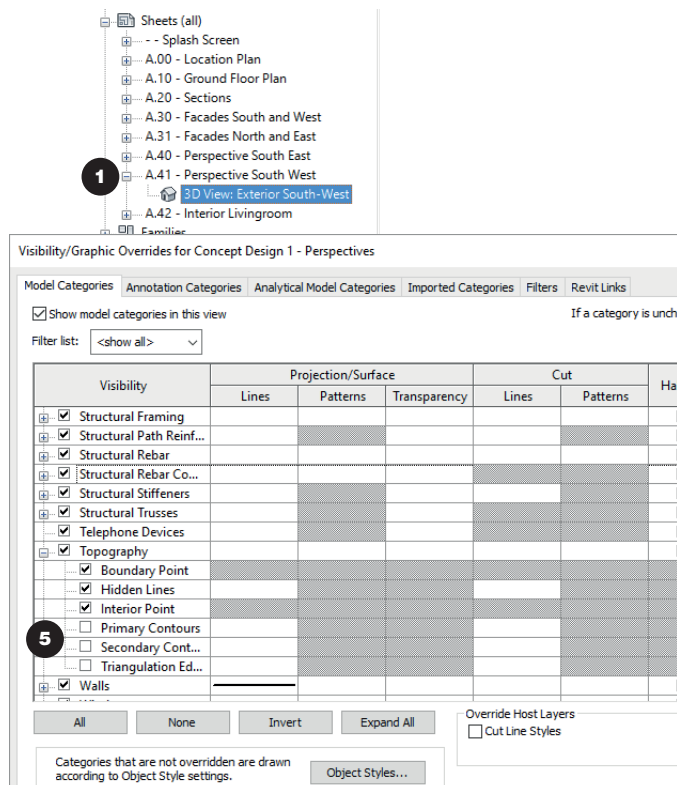 Sheets (all)
- - Splash Screen
A.00 - Location Plan
A.10 - Ground Floor Plan
A.20 - Sections
A.30 - Facades South and West
A.31 - Facades North and East
A.40 - Perspective South East
1 A.41 - Perspective South West
3D View: Exterior South-West
A.42 - Interior Livingroom
Families
Visibility/Graphic Overrides for Concept Design 1 - Perspectives
Model Categories Annotation Categories Analytical Model Categories Imported Categories Filters Revit Links
Show model categories in this view If a category is unch
Filter list: <show all>
Visibility Projection/Surface Cut Ha
Lines Patterns Transparency Lines Patterns
Structural Framing
Structural Path Reinf...
Structural Rebar
Structural Rebar Co...
Structural Stiffeners
Structural Trusses
Telephone Devices
Topography
Boundary Point
Hidden Lines
Interior Point
Primary Contours
5 Secondary Cont...
Triangulation Ed...
Walls
All None Invert Expand All Override Host Layers
Cut Line Styles
Categories that are not overridden are drawn
according to Object Style settings. Object Styles...